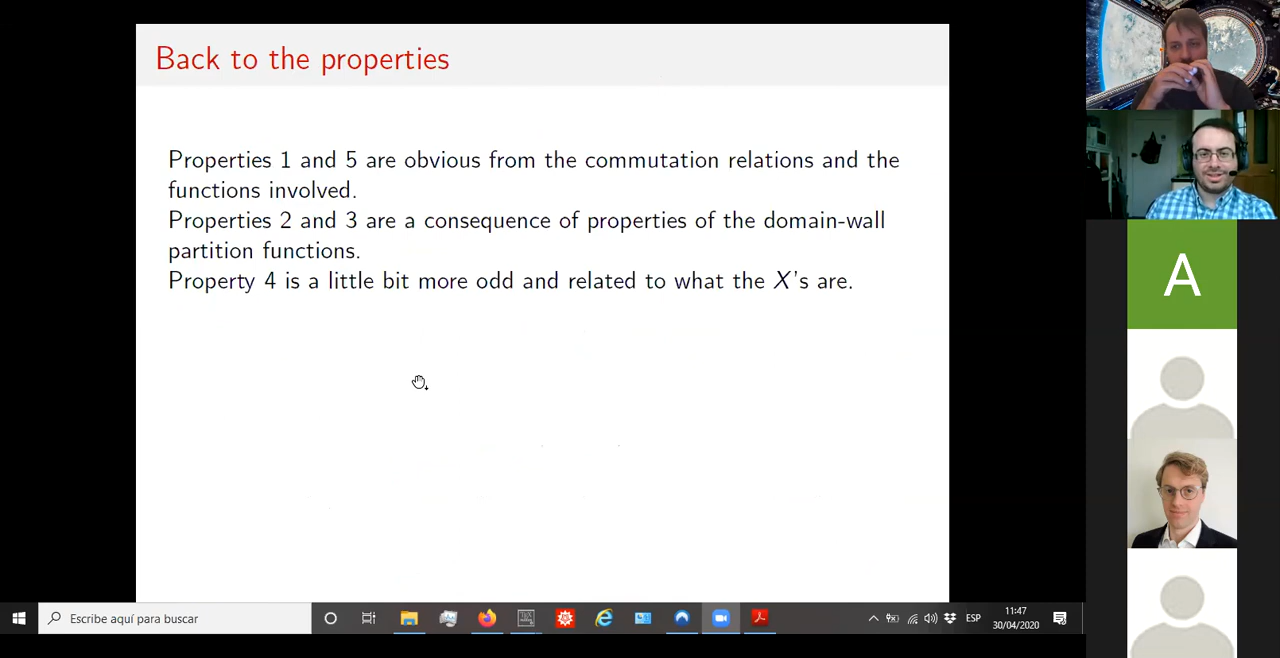 Back to the properties
Properties 1 and 5 are obvious from the commutation relations and the
functions involved.
Properties 2 and 3 are a consequence of properties of the domain-wall
partition functions.
Property 4 is a little bit more odd and related to what the X's are.
A
Escribe aquí para buscar
ESP
11:47
30/04/2020